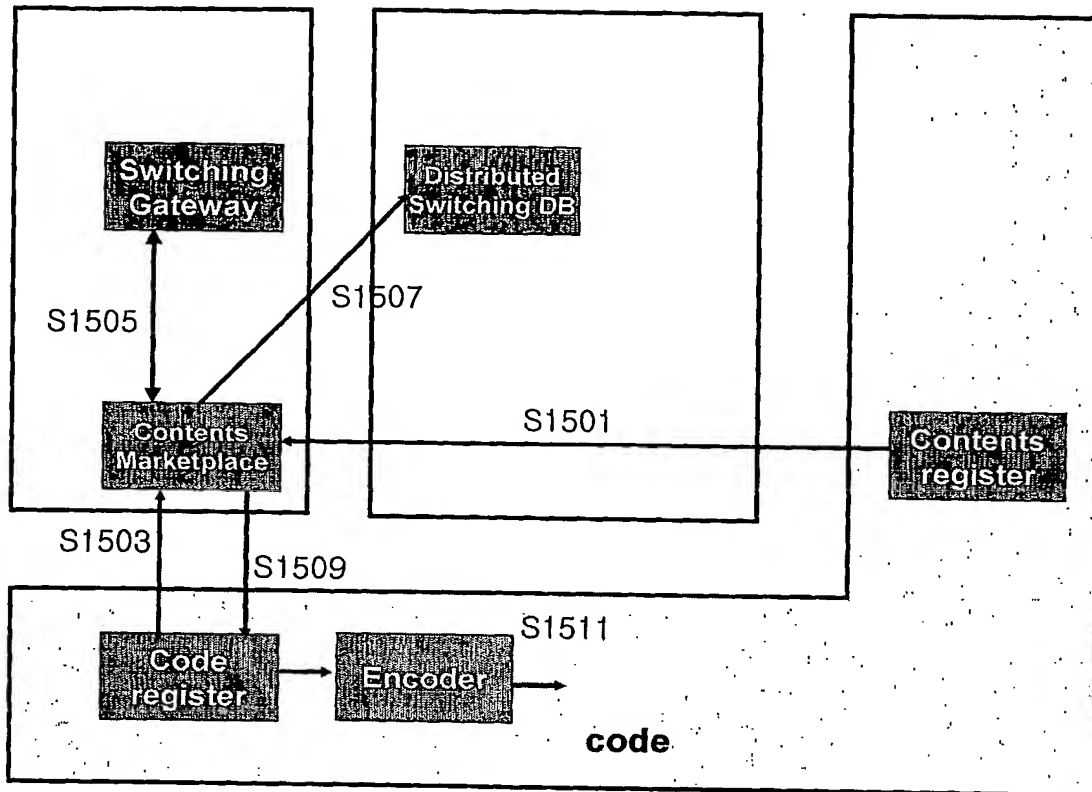 Switching
Gateway
Distributed
Switching DB
S1505
S1507
Contents
Marketplace
S1501
Contents
register
S1503
S1509
S1511
Code
register
Encoder
code